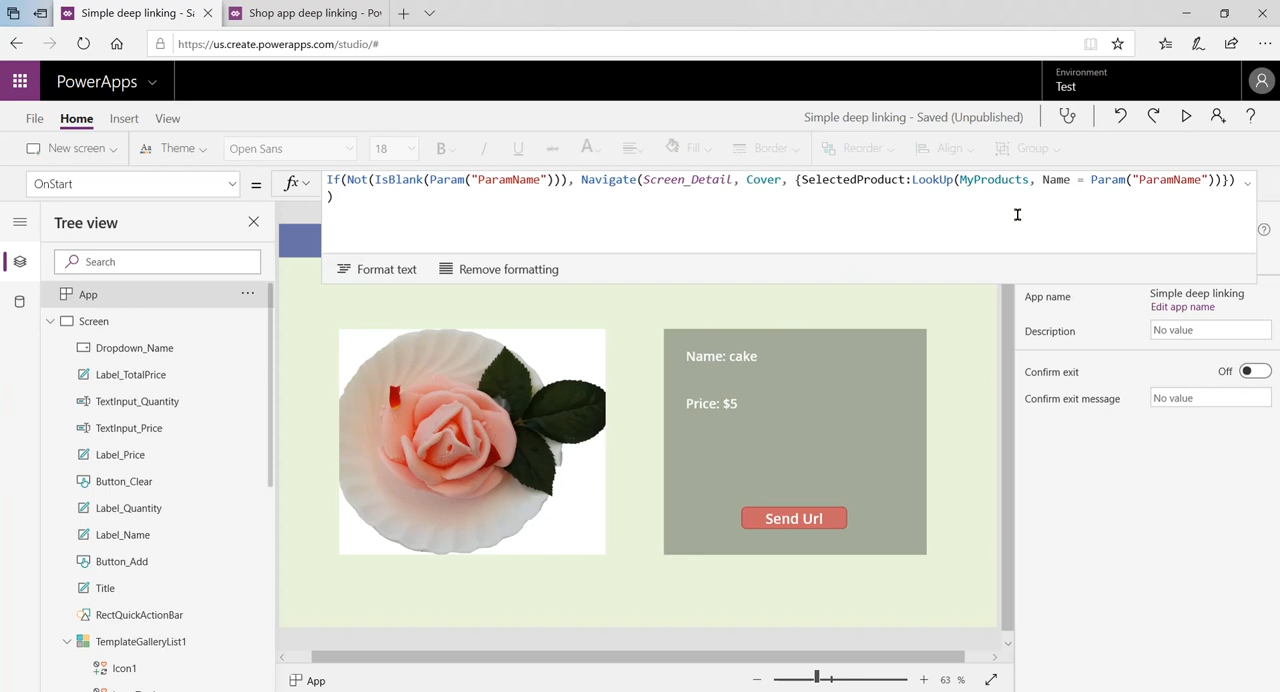 Simple deep linking - Sa
Shop app deep linking - Po
https://us.create.powerapps.com/studio/#
PowerApps
Environment
Test
File Home Insert View
Simple deep linking - Saved (Unpublished)
New screen Theme Open Sans 18 B / U abc A Fill Border Reorder Align Group
OnStart = fx If(Not(IsBlank(Param("ParamName"))), Navigate(Screen_Detail, Cover, {SelectedProduct:LookUp(MyProducts, Name = Param("ParamName"))})
)
Format text Remove formatting
Tree view
Search
App
Screen
Dropdown_Name
Label_TotalPrice
TextInput_Quantity
TextInput_Price
Label_Price
Button_Clear
Label_Quantity
Label_Name
Button_Add
Title
RectQuickActionBar
TemplateGalleryList1
Icon1
Name: cake
Price: $5
Send Url
App name Simple deep linking
Edit app name
Description No value
Confirm exit Off
Confirm exit message No value
App
63 %